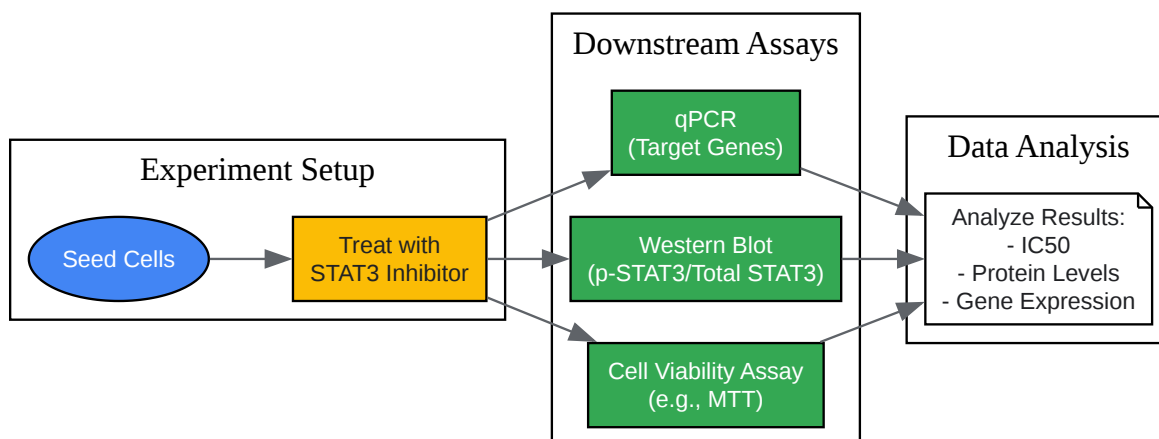 Experiment Setup
Seed Cells
Treat with
STAT3 Inhibitor
Downstream Assays
qPCR
(Target Genes)
Western Blot
(p-STAT3/Total STAT3)
Cell Viability Assay
(e.g., MTT)
Data Analysis
Analyze Results:
- IC50
- Protein Levels
- Gene Expression